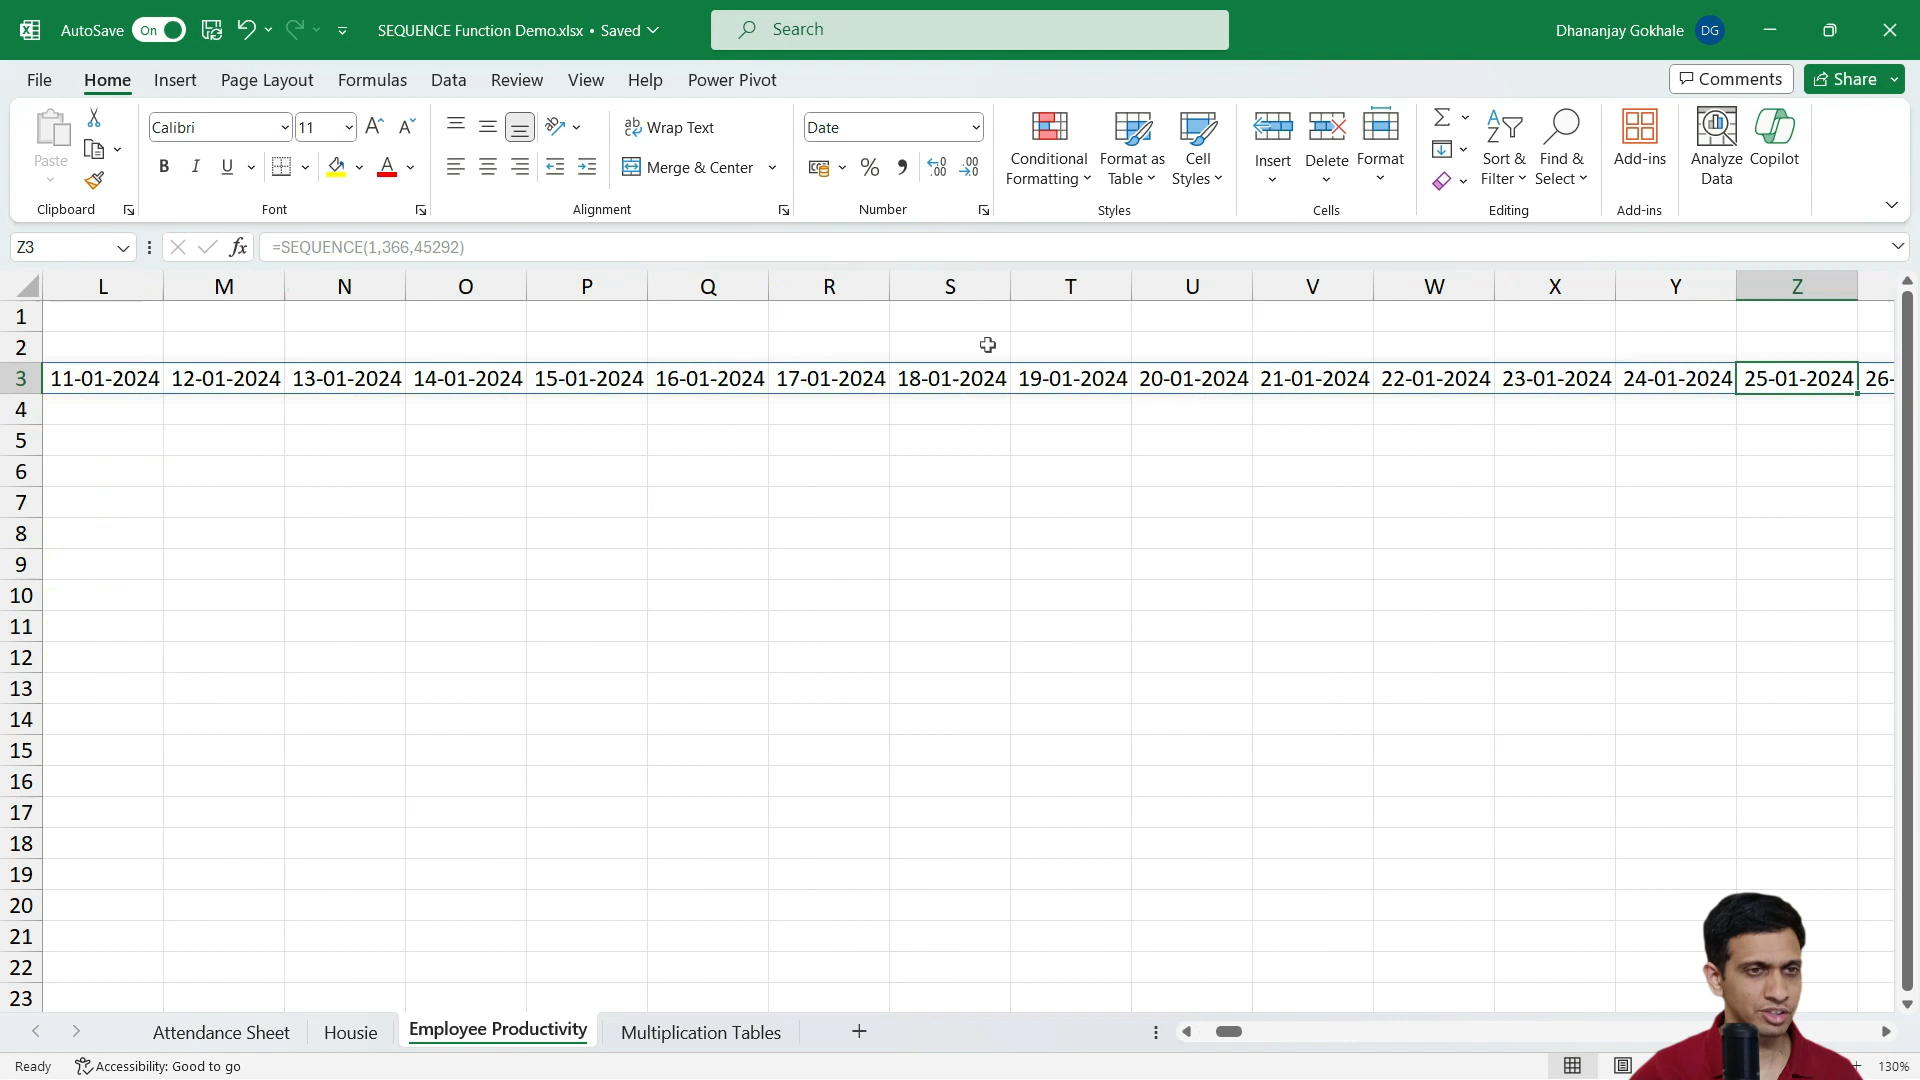 AutoSave On SEQUENCE Function Demo.xlsx • Saved Search Dhananjay Gokhale DG
File Home Insert Page Layout Formulas Data Review View Help Power Pivot Comments Share
Paste Calibri 11 Wrap Text Date Conditional Formatting Format as Table Cell Styles Insert Delete Format Sort & Filter Find & Select Add-ins Analyze Data Copilot
B I U Merge & Center
Clipboard Font Alignment Number Styles Cells Editing Add-ins
Z3 fx =SEQUENCE(1,366,45292)
L M N O P Q R S T U V W X Y Z
1
2
3 11-01-2024 12-01-2024 13-01-2024 14-01-2024 15-01-2024 16-01-2024 17-01-2024 18-01-2024 19-01-2024 20-01-2024 21-01-2024 22-01-2024 23-01-2024 24-01-2024 25-01-2024 26-
4
5
6
7
8
9
10
11
12
13
14
15
16
17
18
19
20
21
22
23
Attendance Sheet Housie Employee Productivity Multiplication Tables
Ready Accessibility: Good to go 130%